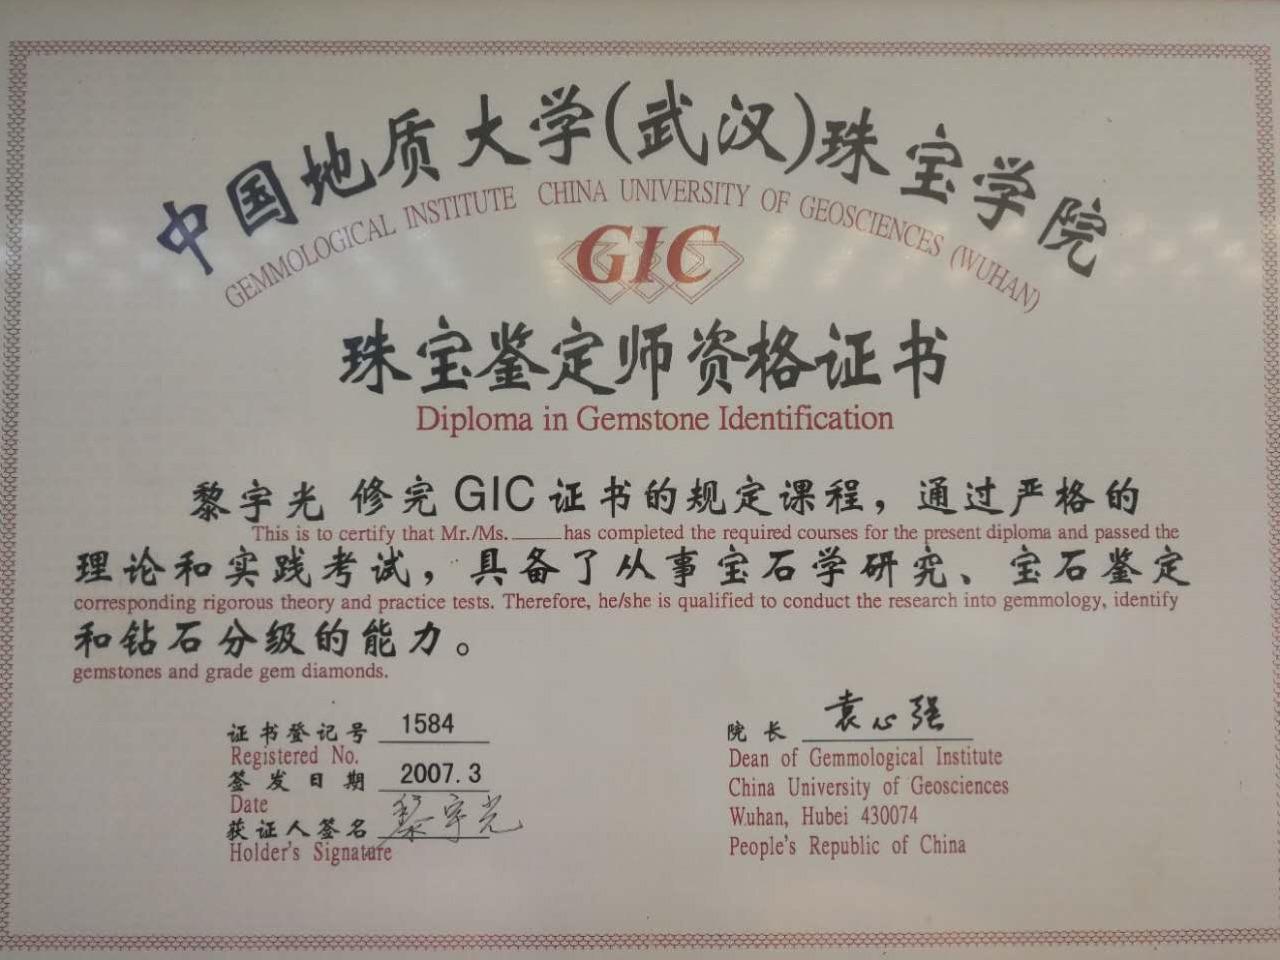 中国地质大学(武汉)珠宝学院
GEMMOLOGICAL INSTITUTE CHINA UNIVERSITY OF GEOSCIENCES (WUHAN)
GIC
珠宝鉴定师资格证书
Diploma in Gemstone Identification
黎宇光 修完 GIC 证书的规定课程，通过严格的
This is to certify that Mr./Ms. _____ has completed the required courses for the present diploma and passed the
理论和实践考试，具备了从事宝石学研究、宝石鉴定
corresponding rigorous theory and practice tests. Therefore, he/she is qualified to conduct the research into gemmology, identify
和钻石分级的能力。
gemstones and grade gem diamonds.
证书登记号 1584
Registered No.
签发日期 2007.3
Date
获证人签名 黎宇光
Holder's Signature
院长 袁心强
Dean of Gemmological Institute
China University of Geosciences
Wuhan, Hubei 430074
People's Republic of China